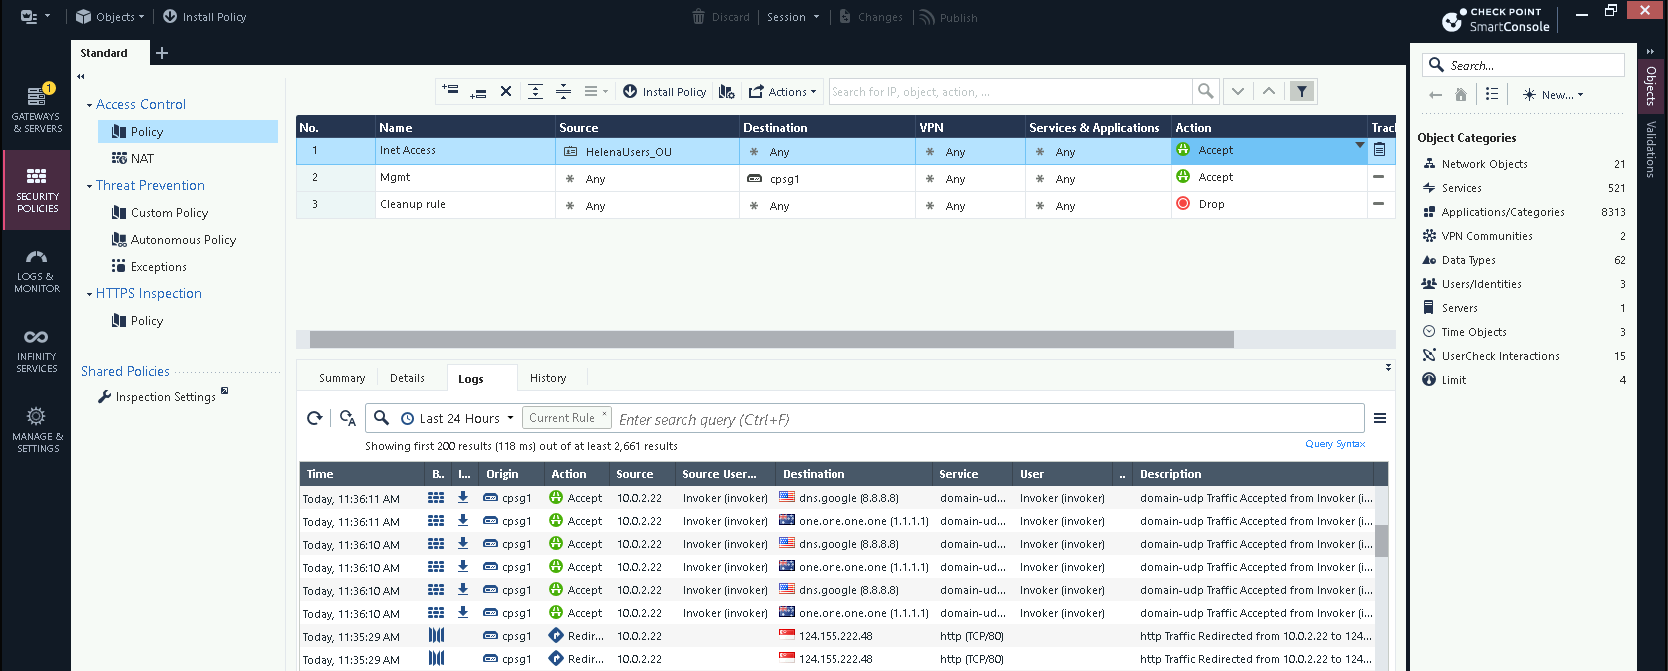 Objects
Install Policy
Discard
Session
Changes
Publish
CHECK POINT
SmartConsole
Standard
1
GATEWAYS
& SERVERS
SECURITY
POLICIES
LOGS &
MONITOR
INFINITY
SERVICES
MANAGE &
SETTINGS
Access Control
Policy
NAT
Threat Prevention
Custom Policy
Autonomous Policy
Exceptions
HTTPS Inspection
Policy
Shared Policies
Inspection Settings
Install Policy
Actions
Search for IP, object, action, ...
No. Name Source Destination VPN Services & Applications Action Track
1 Inet Access HelenaUsers_OU * Any * Any * Any Accept
2 Mgmt * Any cpsg1 * Any * Any Accept
3 Cleanup rule * Any * Any * Any * Any Drop
Summary Details Logs History
Last 24 Hours Current Rule x Enter search query (Ctrl+F)
Showing first 200 results (118 ms) out of at least 2,661 results
Query Syntax
Time B.. I... Origin Action Source Source User... Destination Service User .. Description
Today, 11:36:11 AM cpsg1 Accept 10.0.2.22 Invoker (invoker) dns.google (8.8.8.8) domain-ud... Invoker (invoker) domain-udp Traffic Accepted from Invoker (i...
Today, 11:36:11 AM cpsg1 Accept 10.0.2.22 Invoker (invoker) one.one.one.one (1.1.1.1) domain-ud... Invoker (invoker) domain-udp Traffic Accepted from Invoker (i...
Today, 11:36:10 AM cpsg1 Accept 10.0.2.22 Invoker (invoker) dns.google (8.8.8.8) domain-ud... Invoker (invoker) domain-udp Traffic Accepted from Invoker (i...
Today, 11:36:10 AM cpsg1 Accept 10.0.2.22 Invoker (invoker) one.one.one.one (1.1.1.1) domain-ud... Invoker (invoker) domain-udp Traffic Accepted from Invoker (i...
Today, 11:36:10 AM cpsg1 Accept 10.0.2.22 Invoker (invoker) dns.google (8.8.8.8) domain-ud... Invoker (invoker) domain-udp Traffic Accepted from Invoker (i...
Today, 11:36:10 AM cpsg1 Accept 10.0.2.22 Invoker (invoker) one.one.one.one (1.1.1.1) domain-ud... Invoker (invoker) domain-udp Traffic Accepted from Invoker (i...
Today, 11:35:29 AM cpsg1 Redir... 10.0.2.22 124.155.222.48 http (TCP/80) http Traffic Redirected from 10.0.2.22 to 124...
Today, 11:35:29 AM cpsg1 Redir... 10.0.2.22 124.155.222.48 http (TCP/80) http Traffic Redirected from 10.0.2.22 to 124...
Search...
New...
Object Categories
Network Objects 21
Services 521
Applications/Categories 8313
VPN Communities 2
Data Types 62
Users/Identities 3
Servers 1
Time Objects 3
UserCheck Interactions 15
Limit 4
Objects
Validations